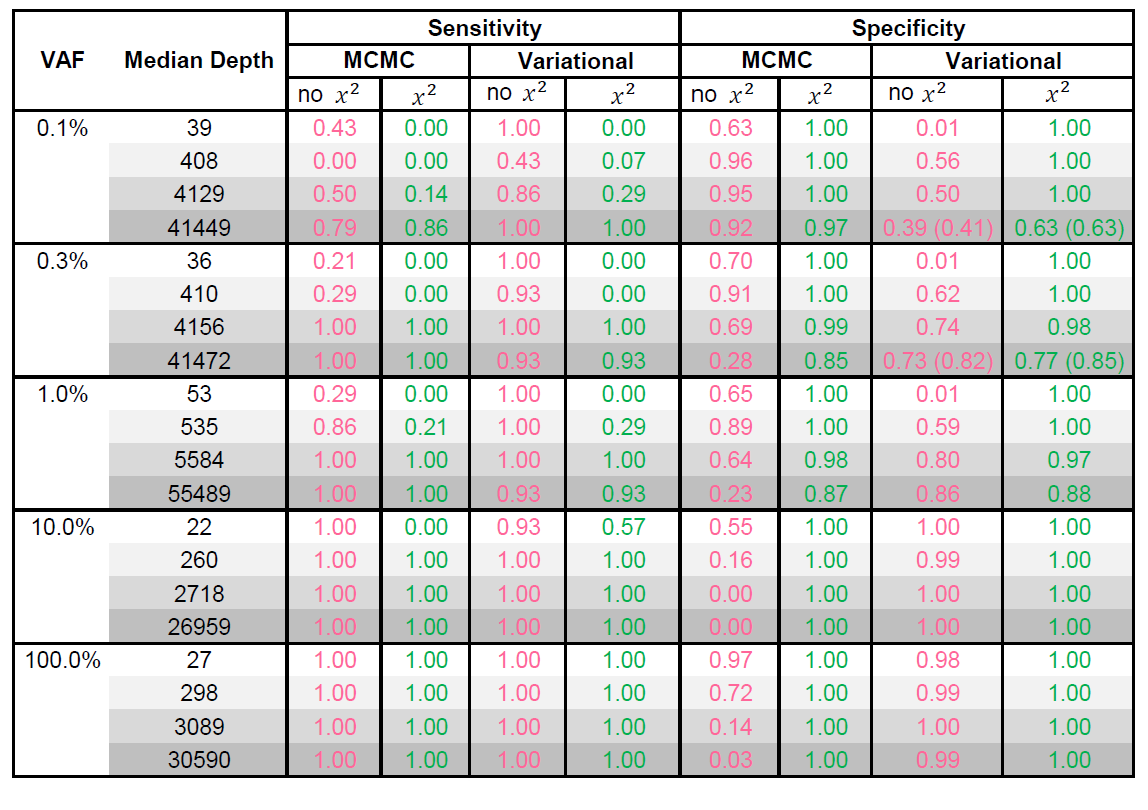 Sensitivity Specificity
VAF Median Depth MCMC Variational MCMC Variational
no x² x² no x² x² no x² x² no x² x²
0.1% 39 0.43 0.00 1.00 0.00 0.63 1.00 0.01 1.00
408 0.00 0.00 0.43 0.07 0.96 1.00 0.56 1.00
4129 0.50 0.14 0.86 0.29 0.95 1.00 0.50 1.00
41449 0.79 0.86 1.00 1.00 0.92 0.97 0.39 (0.41) 0.63 (0.63)
0.3% 36 0.21 0.00 1.00 0.00 0.70 1.00 0.01 1.00
410 0.29 0.00 0.93 0.00 0.91 1.00 0.62 1.00
4156 1.00 1.00 1.00 1.00 0.69 0.99 0.74 0.98
41472 1.00 1.00 0.93 0.93 0.28 0.85 0.73 (0.82) 0.77 (0.85)
1.0% 53 0.29 0.00 1.00 0.00 0.65 1.00 0.01 1.00
535 0.86 0.21 1.00 0.29 0.89 1.00 0.59 1.00
5584 1.00 1.00 1.00 1.00 0.64 0.98 0.80 0.97
55489 1.00 1.00 0.93 0.93 0.23 0.87 0.86 0.88
10.0% 22 1.00 0.00 0.93 0.57 0.55 1.00 1.00 1.00
260 1.00 1.00 1.00 1.00 0.16 1.00 0.99 1.00
2718 1.00 1.00 1.00 1.00 0.00 1.00 1.00 1.00
26959 1.00 1.00 1.00 1.00 0.00 1.00 1.00 1.00
100.0% 27 1.00 1.00 1.00 1.00 0.97 1.00 0.98 1.00
298 1.00 1.00 1.00 1.00 0.72 1.00 0.99 1.00
3089 1.00 1.00 1.00 1.00 0.14 1.00 1.00 1.00
30590 1.00 1.00 1.00 1.00 0.03 1.00 0.99 1.00